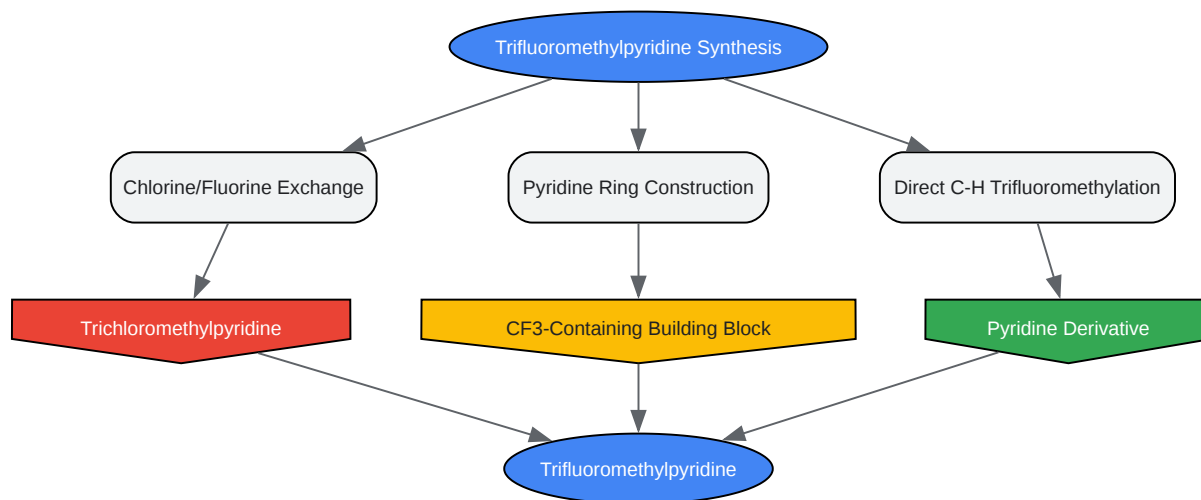 Trifluoromethylpyridine Synthesis
Chlorine/Fluorine Exchange
Pyridine Ring Construction
Direct C-H Trifluoromethylation
Trichloromethylpyridine
CF3-Containing Building Block
Pyridine Derivative
Trifluoromethylpyridine